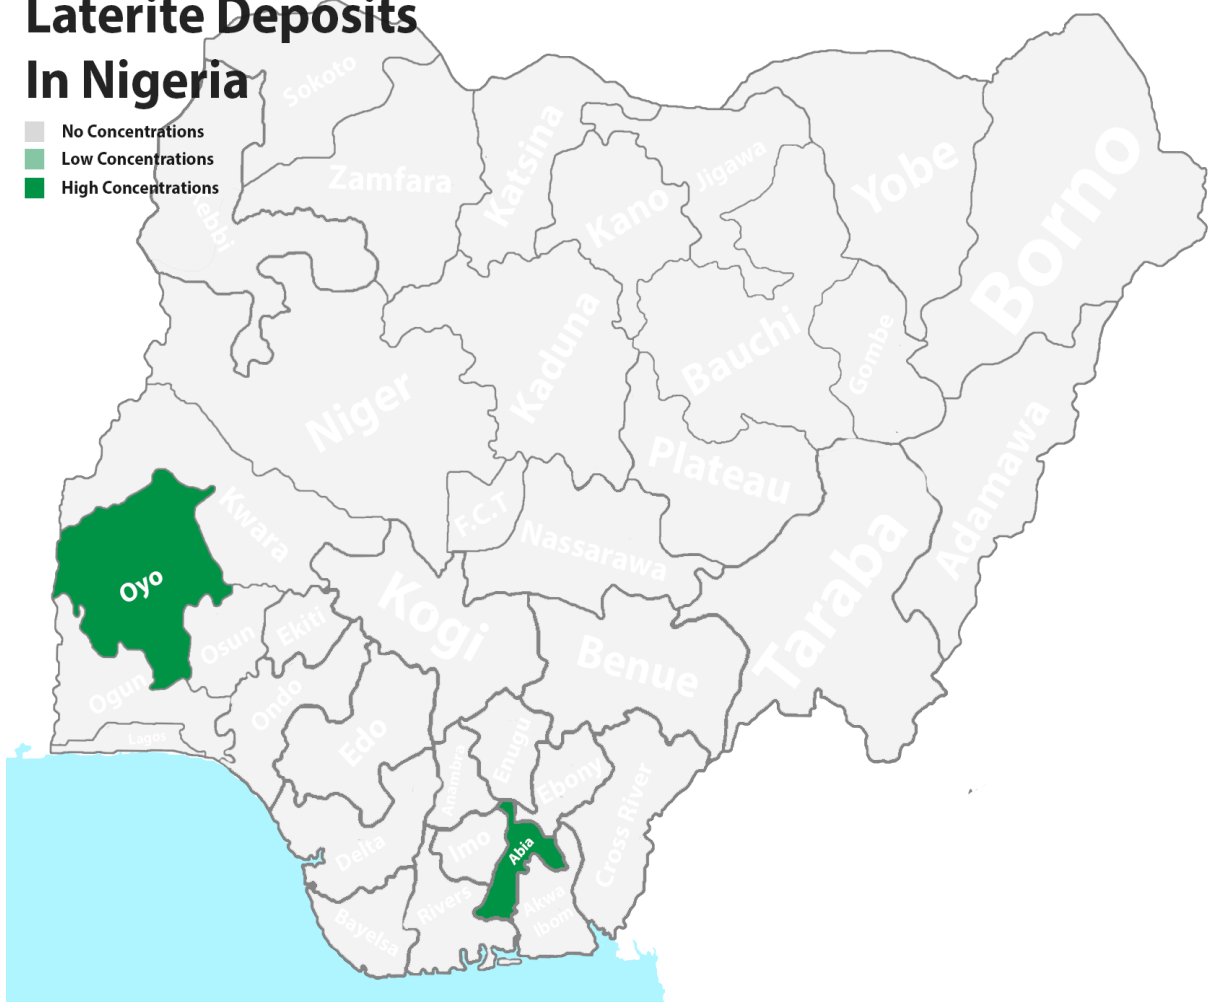 Laterite Deposits
In Nigeria
No Concentrations
Low Concentrations
High Concentrations
Sokoto
Zamfara
Katsina
Kano
Jigawa
Yobe
Borno
Kebbi
Niger
Kaduna
Bauchi
Gombe
Plateau
Adamawa
Kwara
F.C.T
Nassarawa
Taraba
Oyo
Kogi
Benue
Osun
Ekiti
Ogun
Ondo
Edo
Lagos
Anambra
Enugu
Ebony
Cross River
Delta
Imo
Abia
Bayelsa
Rivers
Akwa
Ibom